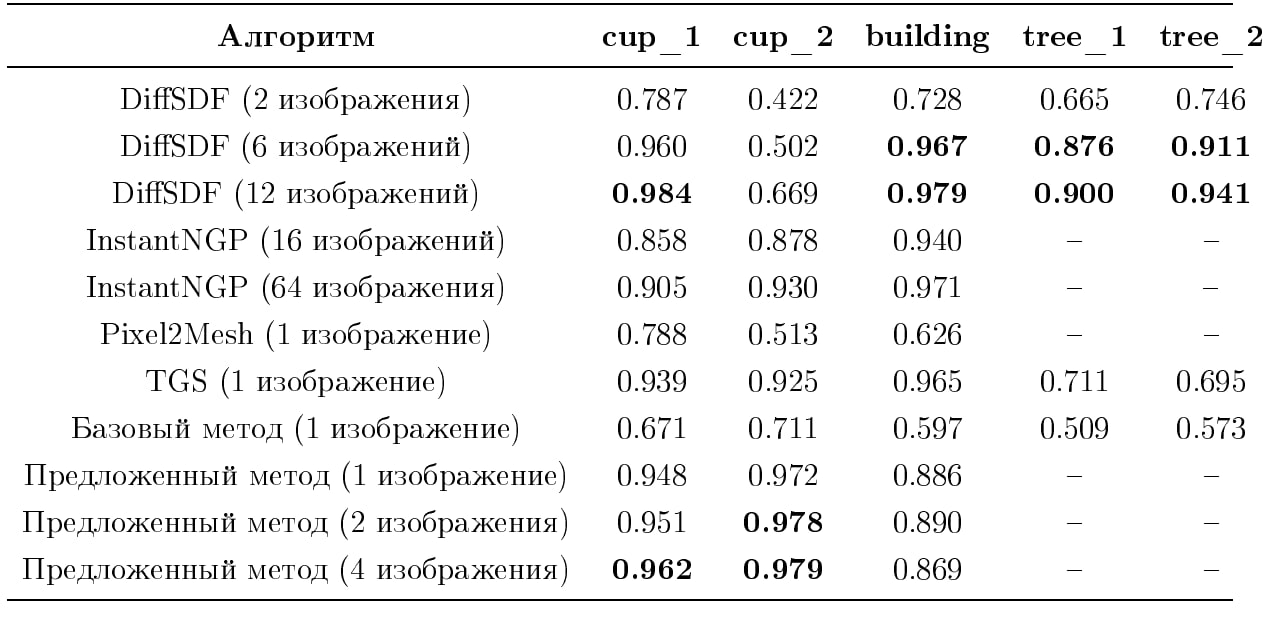 Алгоритм cup_1 cup_2 building tree_1 tree_2
DiffSDF (2 изображения) 0.787 0.422 0.728 0.665 0.746
DiffSDF (6 изображений) 0.960 0.502 0.967 0.876 0.911
DiffSDF (12 изображений) 0.984 0.669 0.979 0.900 0.941
InstantNGP (16 изображений) 0.858 0.878 0.940 – –
InstantNGP (64 изображения) 0.905 0.930 0.971 – –
Pixel2Mesh (1 изображение) 0.788 0.513 0.626 – –
TGS (1 изображение) 0.939 0.925 0.965 0.711 0.695
Базовый метод (1 изображение) 0.671 0.711 0.597 0.509 0.573
Предложенный метод (1 изображение) 0.948 0.972 0.886 – –
Предложенный метод (2 изображения) 0.951 0.978 0.890 – –
Предложенный метод (4 изображения) 0.962 0.979 0.869 – –